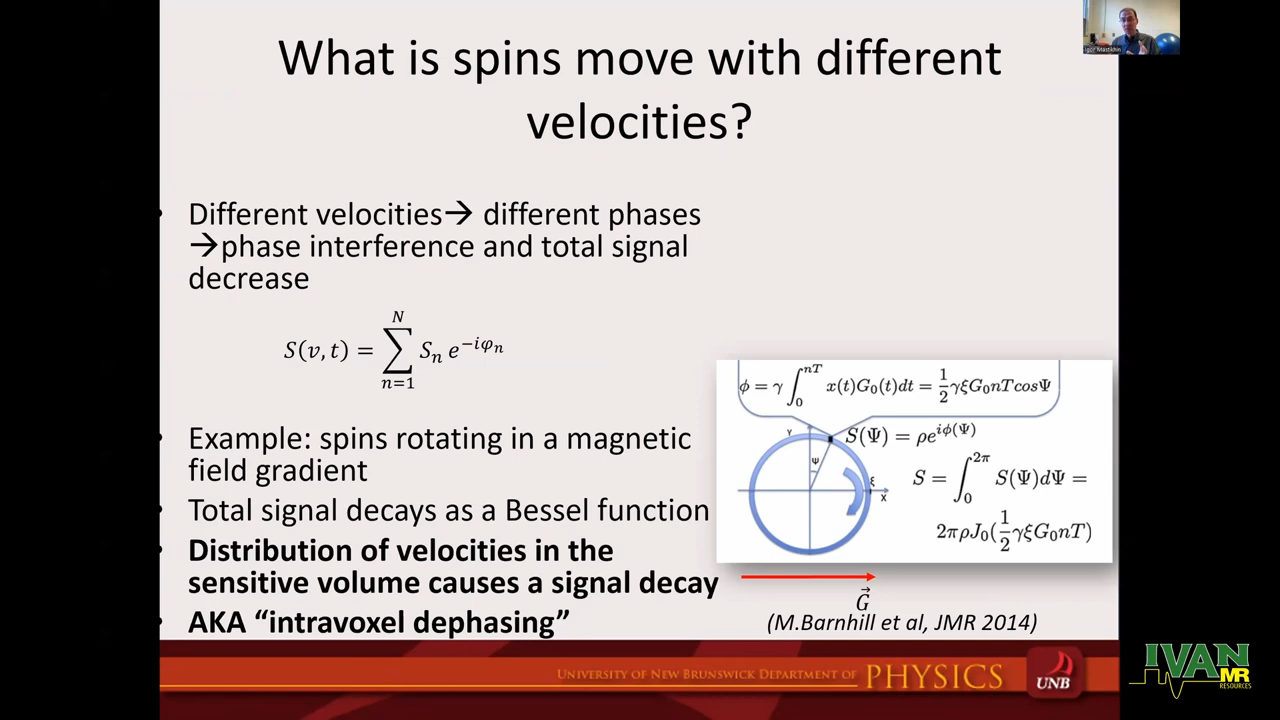 What is spins move with different
velocities?
Igor Mastikhin
• Different velocities→ different phases
→phase interference and total signal
decrease
S(v, t) = ∑_{n=1}^{N} S_n e^{-iφ_n}
• Example: spins rotating in a magnetic
field gradient
• Total signal decays as a Bessel function
• Distribution of velocities in the
sensitive volume causes a signal decay
• AKA “intravoxel dephasing”
ϕ = γ ∫_0^{nT} x(t)G_0(t)dt = 1/2 γξG_0nTcosΨ
Y
S(Ψ) = ρe^{iϕ(Ψ)}
Ψ
ξ
X
S = ∫_0^{2π} S(Ψ)dΨ =
2πρJ_0(1/2 γξG_0nT)
G⃗
(M.Barnhill et al, JMR 2014)
UNIVERSITY OF NEW BRUNSWICK DEPARTMENT OF PHYSICS
UNB
IVAN
MR
RESOURCES